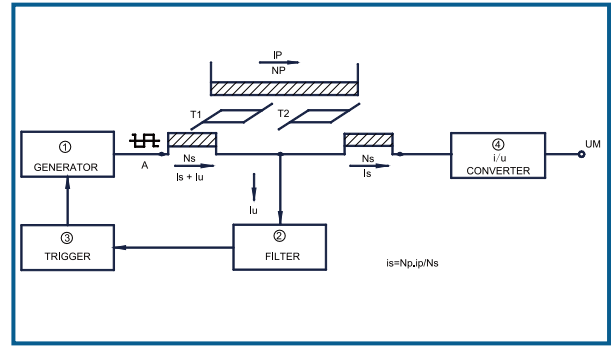 IP
NP
T1
T2
①
GENERATOR
A
Ns
Is + Iu
Ns
Is
④
i/u
CONVERTER
UM
Iu
③
TRIGGER
②
FILTER
is=Np.ip/Ns